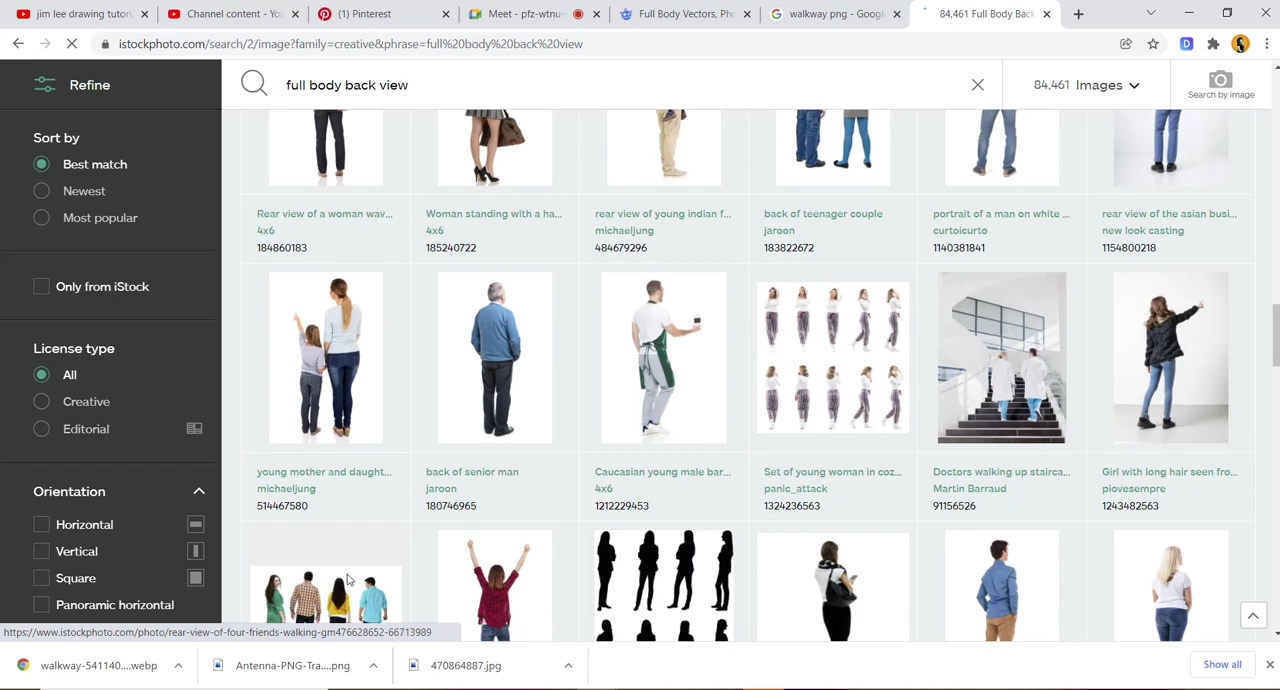 jim lee drawing tutori
Channel content - You
(1) Pinterest
Meet - pfz-wtnu-
Full Body Vectors, Pho
walkway png - Google
84,461 Full Body Back
istockphoto.com/search/2/image?family=creative&phrase=full%20body%20back%20view
Refine
full body back view
84,461 Images
Search by image
Sort by
Best match
Newest
Most popular
Only from iStock
License type
All
Creative
Editorial
Orientation
Horizontal
Vertical
Square
Panoramic horizontal
Rear view of a woman wav...
4x6
184860183
Woman standing with a ha...
4x6
185240722
rear view of young indian f...
michaeljung
484679296
back of teenager couple
jaroon
183822672
portrait of a man on white ...
curtoicurto
1140381841
rear view of the asian busi...
new look casting
1154800218
young mother and daught...
michaeljung
514467580
back of senior man
jaroon
180746965
Caucasian young male bar...
4x6
1212229453
Set of young woman in coz...
panic_attack
1324236563
Doctors walking up stairca...
Martin Barraud
91156526
Girl with long hair seen fro...
piovesempre
1243482563
https://www.istockphoto.com/photo/rear-view-of-four-friends-walking-gm476628652-66713989
walkway-541140....webp
Antenna-PNG-Tra....png
470864887.jpg
Show all